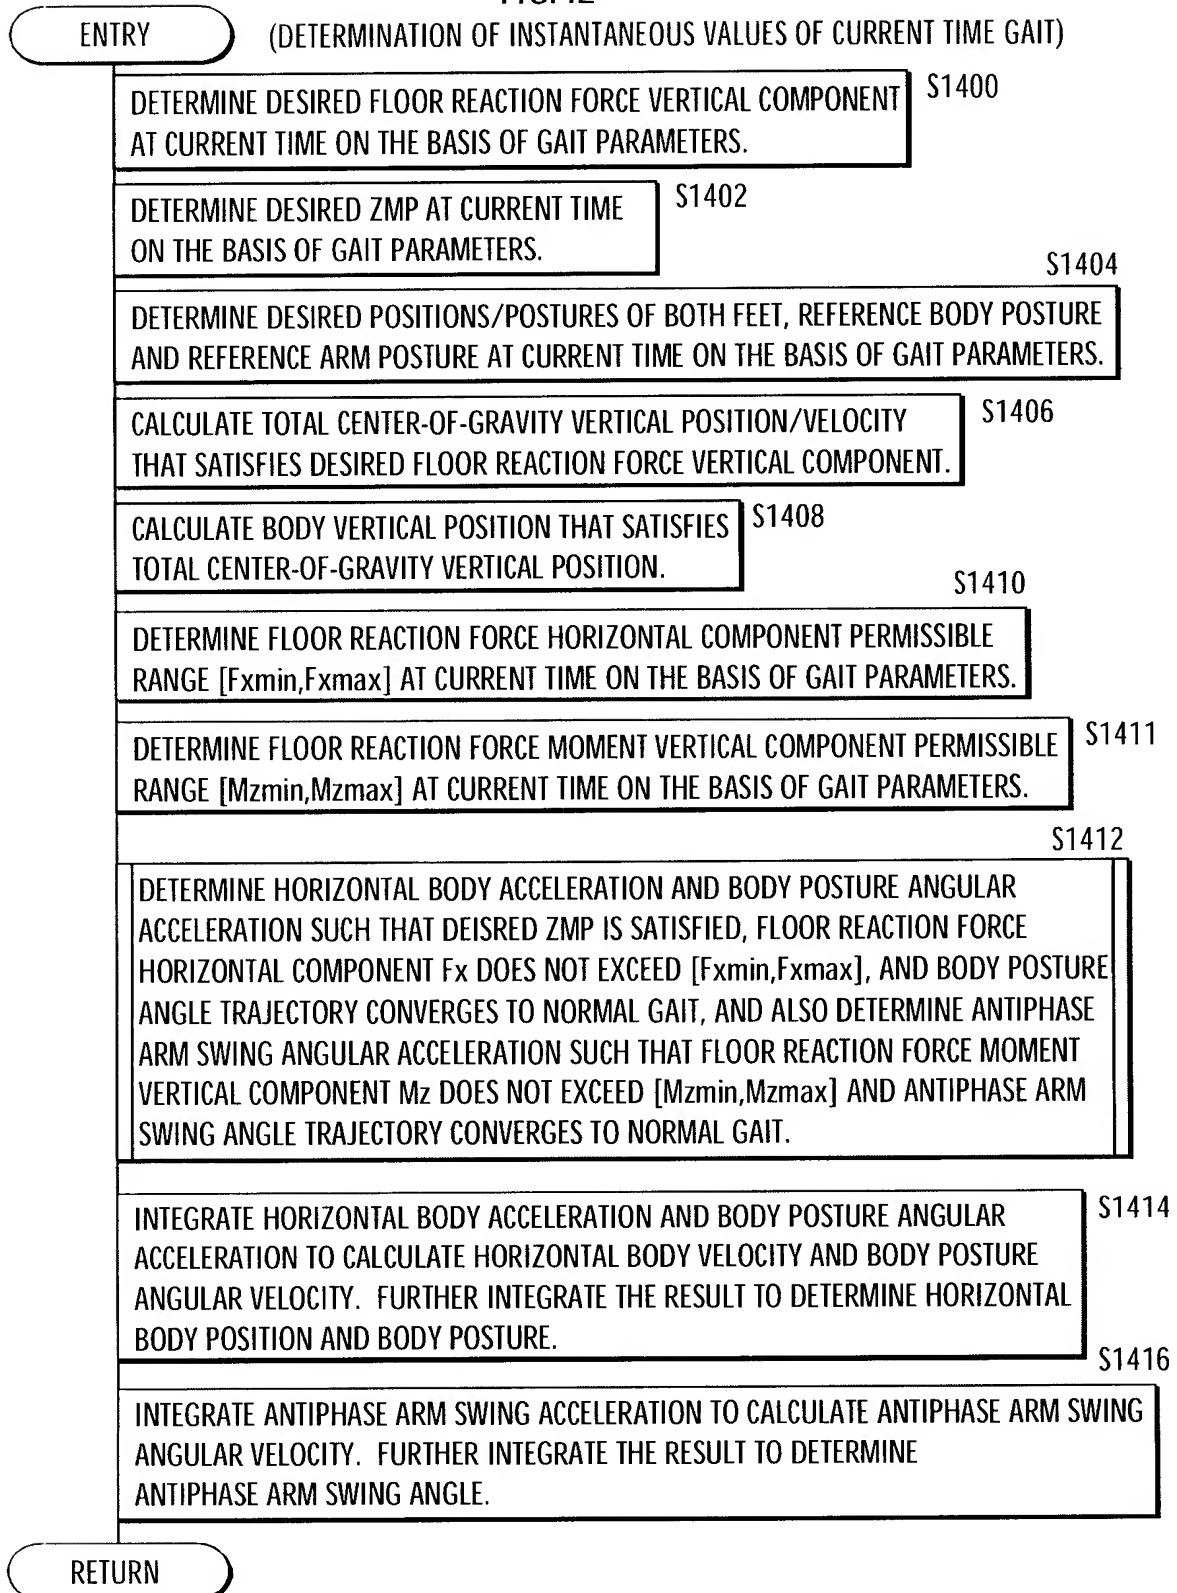 ENTRY
(DETERMINATION OF INSTANTANEOUS VALUES OF CURRENT TIME GAIT)
DETERMINE DESIRED FLOOR REACTION FORCE VERTICAL COMPONENT
AT CURRENT TIME ON THE BASIS OF GAIT PARAMETERS.
S1400
DETERMINE DESIRED ZMP AT CURRENT TIME
ON THE BASIS OF GAIT PARAMETERS.
S1402
S1404
DETERMINE DESIRED POSITIONS/POSTURES OF BOTH FEET, REFERENCE BODY POSTURE
AND REFERENCE ARM POSTURE AT CURRENT TIME ON THE BASIS OF GAIT PARAMETERS.
CALCULATE TOTAL CENTER-OF-GRAVITY VERTICAL POSITION/VELOCITY
THAT SATISFIES DESIRED FLOOR REACTION FORCE VERTICAL COMPONENT.
S1406
CALCULATE BODY VERTICAL POSITION THAT SATISFIES
TOTAL CENTER-OF-GRAVITY VERTICAL POSITION.
S1408
S1410
DETERMINE FLOOR REACTION FORCE HORIZONTAL COMPONENT PERMISSIBLE
RANGE [Fxmin,Fxmax] AT CURRENT TIME ON THE BASIS OF GAIT PARAMETERS.
DETERMINE FLOOR REACTION FORCE MOMENT VERTICAL COMPONENT PERMISSIBLE
RANGE [Mzmin,Mzmax] AT CURRENT TIME ON THE BASIS OF GAIT PARAMETERS.
S1411
S1412
DETERMINE HORIZONTAL BODY ACCELERATION AND BODY POSTURE ANGULAR
ACCELERATION SUCH THAT DEISRED ZMP IS SATISFIED, FLOOR REACTION FORCE
HORIZONTAL COMPONENT Fx DOES NOT EXCEED [Fxmin,Fxmax], AND BODY POSTURE
ANGLE TRAJECTORY CONVERGES TO NORMAL GAIT, AND ALSO DETERMINE ANTIPHASE
ARM SWING ANGULAR ACCELERATION SUCH THAT FLOOR REACTION FORCE MOMENT
VERTICAL COMPONENT Mz DOES NOT EXCEED [Mzmin,Mzmax] AND ANTIPHASE ARM
SWING ANGLE TRAJECTORY CONVERGES TO NORMAL GAIT.
INTEGRATE HORIZONTAL BODY ACCELERATION AND BODY POSTURE ANGULAR
ACCELERATION TO CALCULATE HORIZONTAL BODY VELOCITY AND BODY POSTURE
ANGULAR VELOCITY. FURTHER INTEGRATE THE RESULT TO DETERMINE HORIZONTAL
BODY POSITION AND BODY POSTURE.
S1414
S1416
INTEGRATE ANTIPHASE ARM SWING ACCELERATION TO CALCULATE ANTIPHASE ARM SWING
ANGULAR VELOCITY. FURTHER INTEGRATE THE RESULT TO DETERMINE
ANTIPHASE ARM SWING ANGLE.
RETURN